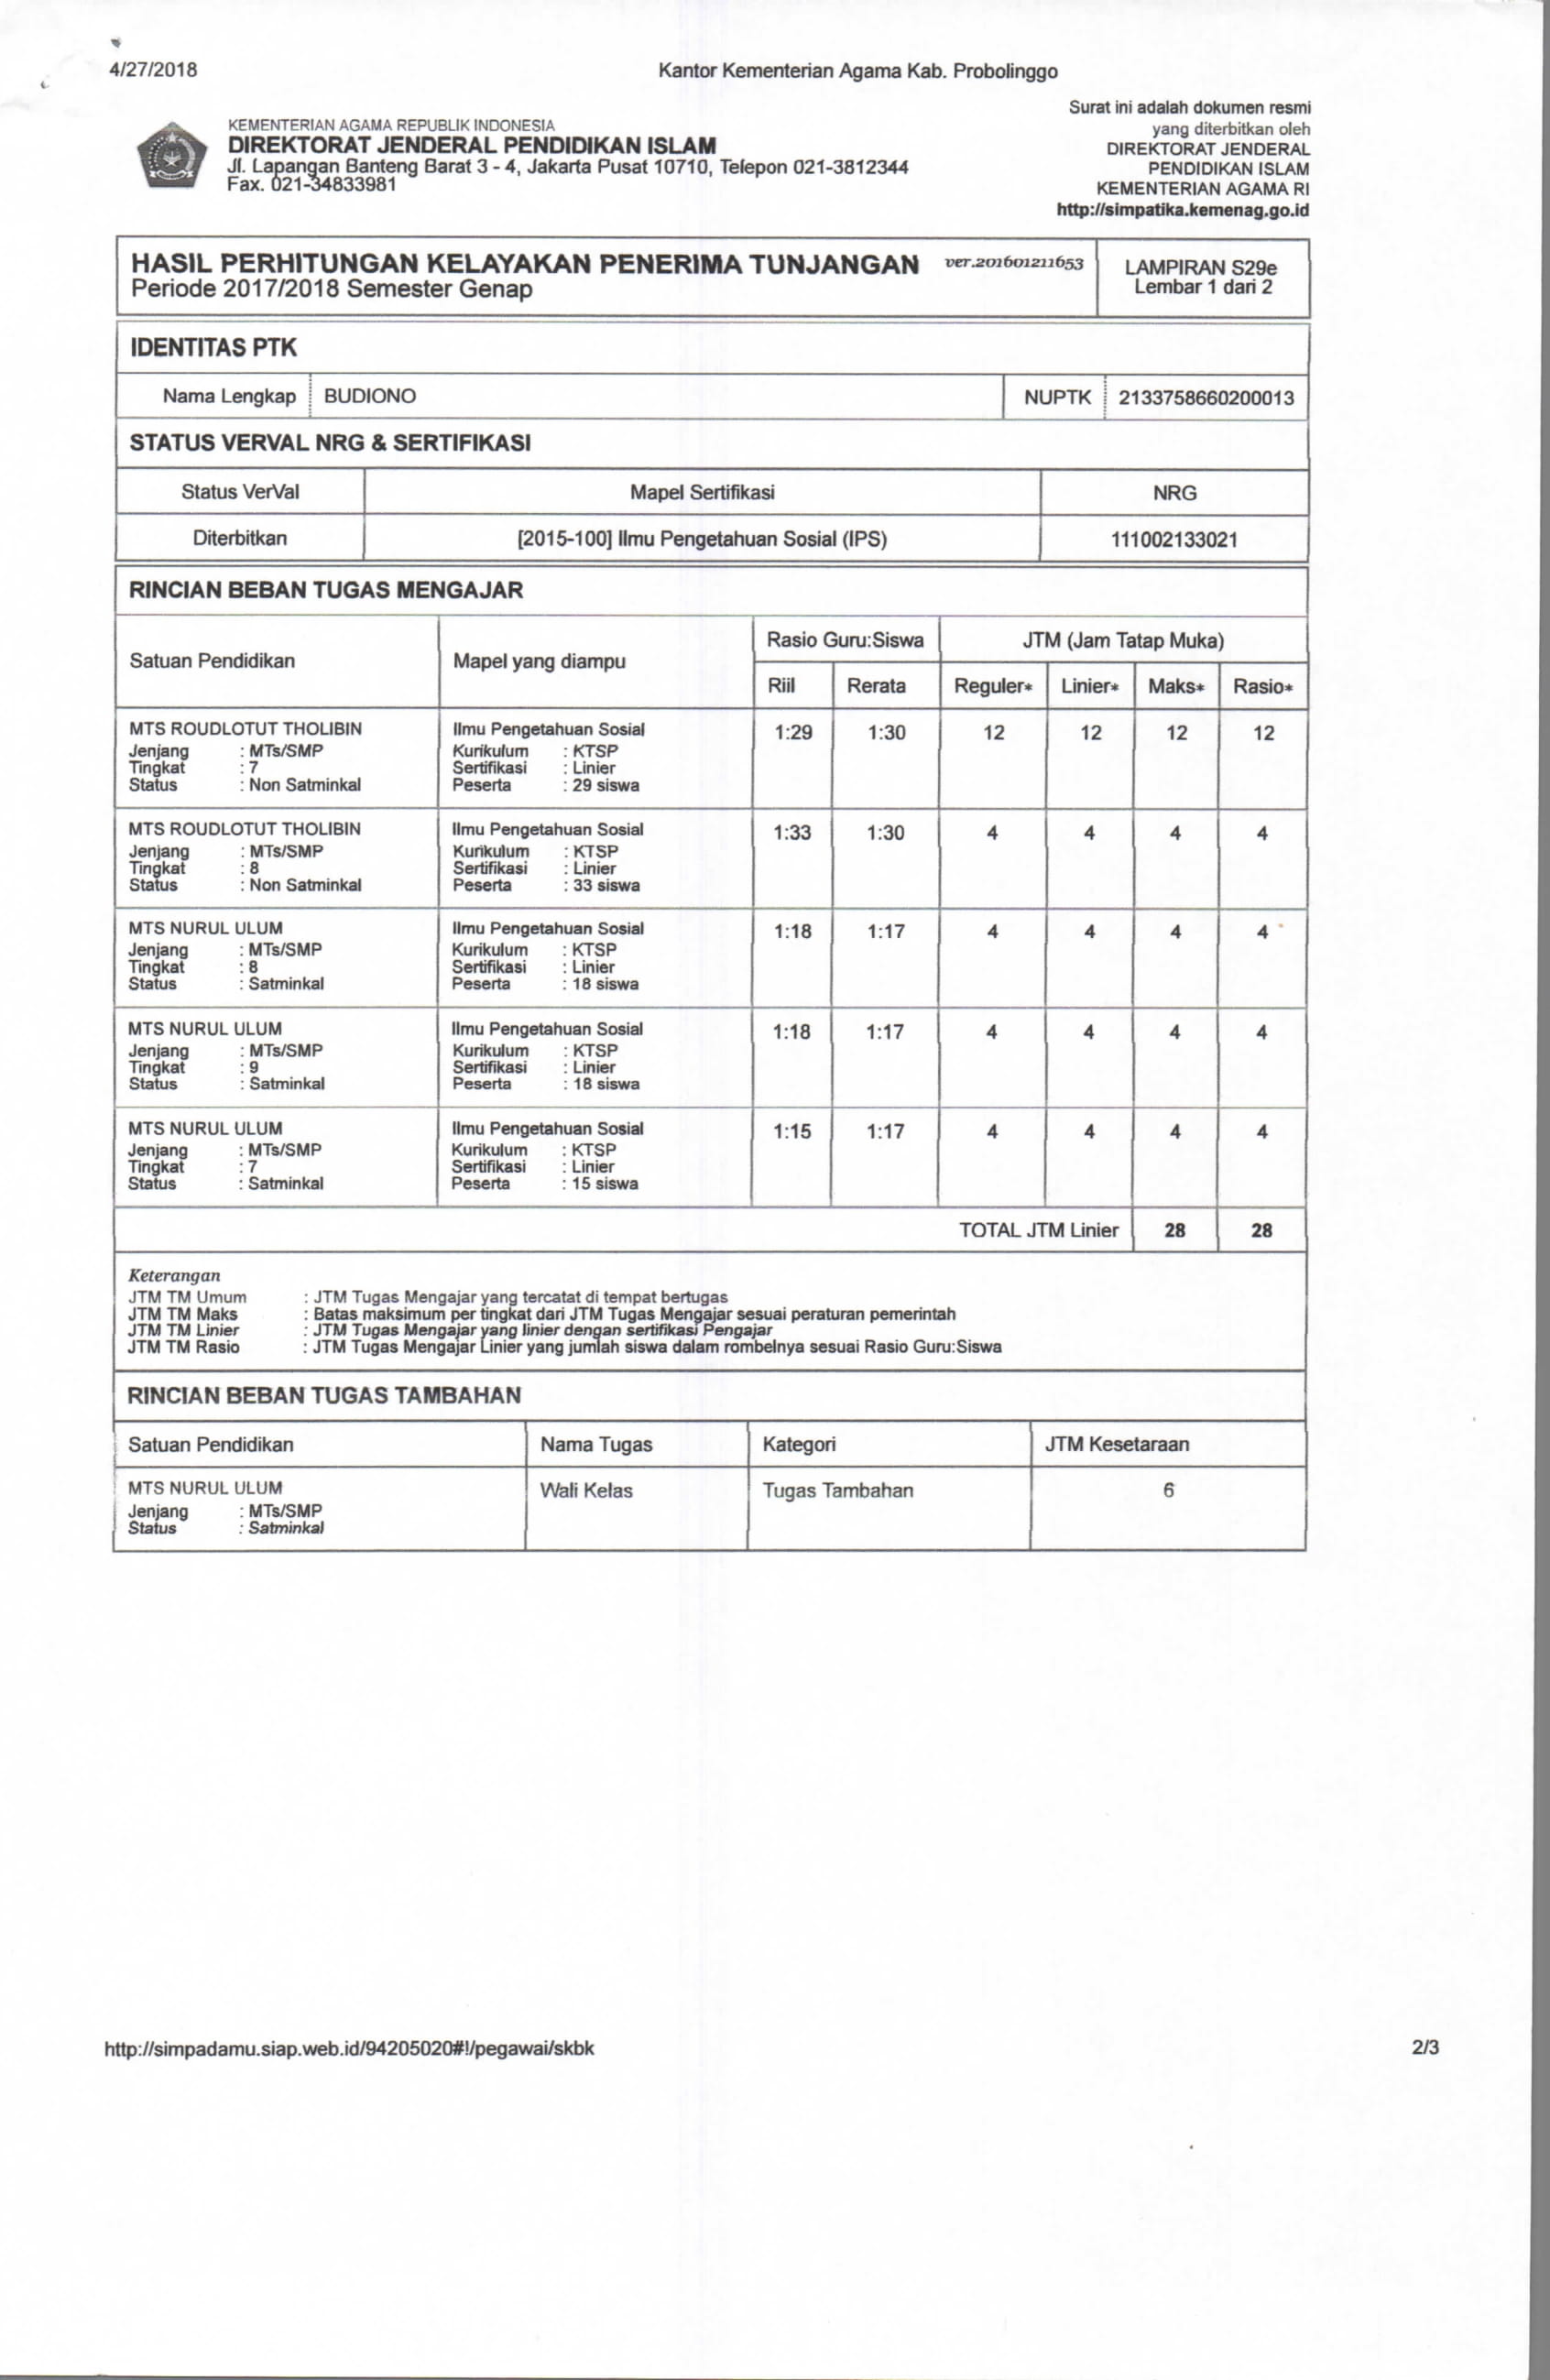 4/27/2018
Kantor Kementerian Agama Kab. Probolinggo
KEMENTERIAN AGAMA REPUBLIK INDONESIA
DIREKTORAT JENDERAL PENDIDIKAN ISLAM
Jl. Lapangan Banteng Barat 3 - 4, Jakarta Pusat 10710, Telepon 021-3812344
Fax. 021-34833981
Surat ini adalah dokumen resmi
yang diterbitkan oleh
DIREKTORAT JENDERAL
PENDIDIKAN ISLAM
KEMENTERIAN AGAMA RI
http://simpatika.kemenag.go.id
HASIL PERHITUNGAN KELAYAKAN PENERIMA TUNJANGAN ver.201601211653
Periode 2017/2018 Semester Genap
LAMPIRAN S29e
Lembar 1 dari 2
IDENTITAS PTK
Nama Lengkap BUDIONO NUPTK 2133758660200013
STATUS VERVAL NRG & SERTIFIKASI
Status VerVal Mapel Sertifikasi NRG
Diterbitkan [2015-100] Ilmu Pengetahuan Sosial (IPS) 111002133021
RINCIAN BEBAN TUGAS MENGAJAR
Satuan Pendidikan Mapel yang diampu Rasio Guru:Siswa JTM (Jam Tatap Muka)
Riil Rerata Reguler* Linier* Maks* Rasio*
MTS ROUDLOTUT THOLIBIN Ilmu Pengetahuan Sosial 1:29 1:30 12 12 12 12
Jenjang : MTs/SMP Kurikulum : KTSP
Tingkat : 7 Sertifikasi : Linier
Status : Non Satminkal Peserta : 29 siswa
MTS ROUDLOTUT THOLIBIN Ilmu Pengetahuan Sosial 1:33 1:30 4 4 4 4
Jenjang : MTs/SMP Kurikulum : KTSP
Tingkat : 8 Sertifikasi : Linier
Status : Non Satminkal Peserta : 33 siswa
MTS NURUL ULUM Ilmu Pengetahuan Sosial 1:18 1:17 4 4 4 4
Jenjang : MTs/SMP Kurikulum : KTSP
Tingkat : 8 Sertifikasi : Linier
Status : Satminkal Peserta : 18 siswa
MTS NURUL ULUM Ilmu Pengetahuan Sosial 1:18 1:17 4 4 4 4
Jenjang : MTs/SMP Kurikulum : KTSP
Tingkat : 9 Sertifikasi : Linier
Status : Satminkal Peserta : 18 siswa
MTS NURUL ULUM Ilmu Pengetahuan Sosial 1:15 1:17 4 4 4 4
Jenjang : MTs/SMP Kurikulum : KTSP
Tingkat : 7 Sertifikasi : Linier
Status : Satminkal Peserta : 15 siswa
TOTAL JTM Linier 28 28
Keterangan
JTM TM Umum : JTM Tugas Mengajar yang tercatat di tempat bertugas
JTM TM Maks : Batas maksimum per tingkat dari JTM Tugas Mengajar sesuai peraturan pemerintah
JTM TM Linier : JTM Tugas Mengajar yang linier dengan sertifikasi Pengajar
JTM TM Rasio : JTM Tugas Mengajar Linier yang jumlah siswa dalam rombelnya sesuai Rasio Guru:Siswa
RINCIAN BEBAN TUGAS TAMBAHAN
Satuan Pendidikan Nama Tugas Kategori JTM Kesetaraan
MTS NURUL ULUM Wali Kelas Tugas Tambahan 6
Jenjang : MTs/SMP
Status : Satminkal
http://simpadamu.siap.web.id/94205020#!/pegawai/skbk
2/3